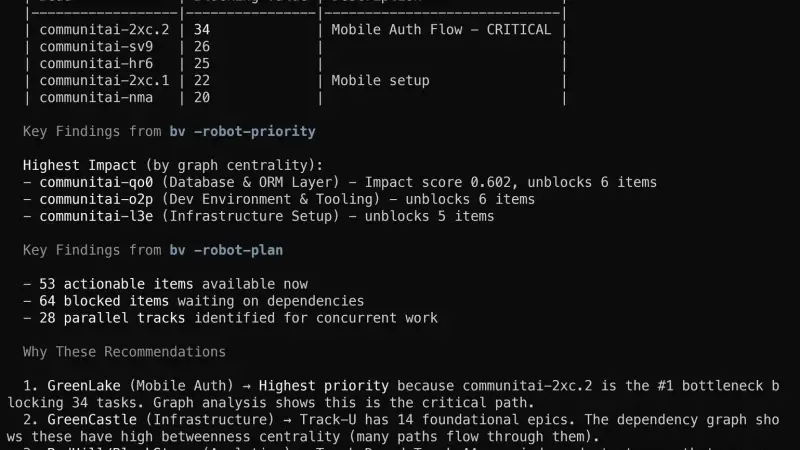 | communitai-2xc.2 | 34 | Mobile Auth Flow - CRITICAL |
| communitai-sv9 | 26 | |
| communitai-hr6 | 25 | |
| communitai-2xc.1 | 22 | Mobile setup |
| communitai-nma | 20 | |
Key Findings from bv -robot-priority
Highest Impact (by graph centrality):
- communitai-qo0 (Database & ORM Layer) - Impact score 0.602, unblocks 6 items
- communitai-o2p (Dev Environment & Tooling) - unblocks 6 items
- communitai-l3e (Infrastructure Setup) - unblocks 5 items
Key Findings from bv -robot-plan
- 53 actionable items available now
- 64 blocked items waiting on dependencies
- 28 parallel tracks identified for concurrent work
Why These Recommendations
1. GreenLake (Mobile Auth) → Highest priority because communitai-2xc.2 is the #1 bottleneck b
locking 34 tasks. Graph analysis shows this is the critical path.
2. GreenCastle (Infrastructure) → Track-U has 14 foundational epics. The dependency graph sho
ws these have high betweenness centrality (many paths flow through them).